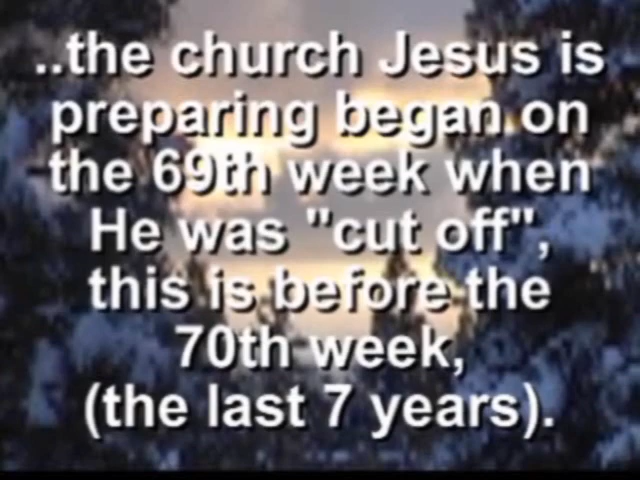 ..the church Jesus is
preparing began on
the 69th week when
He was "cut off",
this is before the
70th week,
(the last 7 years).